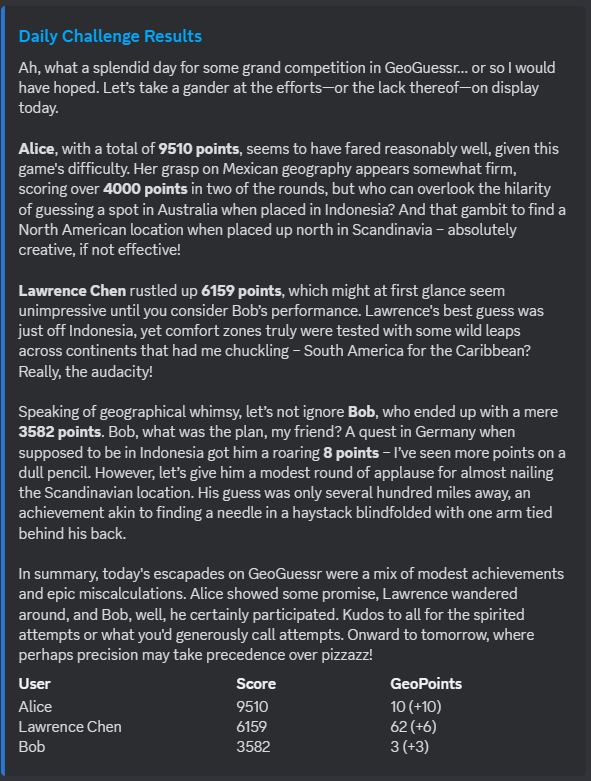 Daily Challenge Results
Ah, what a splendid day for some grand competition in GeoGuessr... or so I would
have hoped. Let's take a gander at the efforts—or the lack thereof—on display
today.
Alice, with a total of 9510 points, seems to have fared reasonably well, given this
game's difficulty. Her grasp on Mexican geography appears somewhat firm,
scoring over 4000 points in two of the rounds, but who can overlook the hilarity
of guessing a spot in Australia when placed in Indonesia? And that gambit to find a
North American location when placed up north in Scandinavia – absolutely
creative, if not effective!
Lawrence Chen rustled up 6159 points, which might at first glance seem
unimpressive until you consider Bob's performance. Lawrence's best guess was
just off Indonesia, yet comfort zones truly were tested with some wild leaps
across continents that had me chuckling – South America for the Caribbean?
Really, the audacity!
Speaking of geographical whimsy, let's not ignore Bob, who ended up with a mere
3582 points. Bob, what was the plan, my friend? A quest in Germany when
supposed to be in Indonesia got him a roaring 8 points – I've seen more points on a
dull pencil. However, let's give him a modest round of applause for almost nailing
the Scandinavian location. His guess was only several hundred miles away, an
achievement akin to finding a needle in a haystack blindfolded with one arm tied
behind his back.
In summary, today's escapades on GeoGuessr were a mix of modest achievements
and epic miscalculations. Alice showed some promise, Lawrence wandered
around, and Bob, well, he certainly participated. Kudos to all for the spirited
attempts or what you'd generously call attempts. Onward to tomorrow, where
perhaps precision may take precedence over pizzazz!
User Score GeoPoints
Alice 9510 10 (+10)
Lawrence Chen 6159 62 (+6)
Bob 3582 3 (+3)